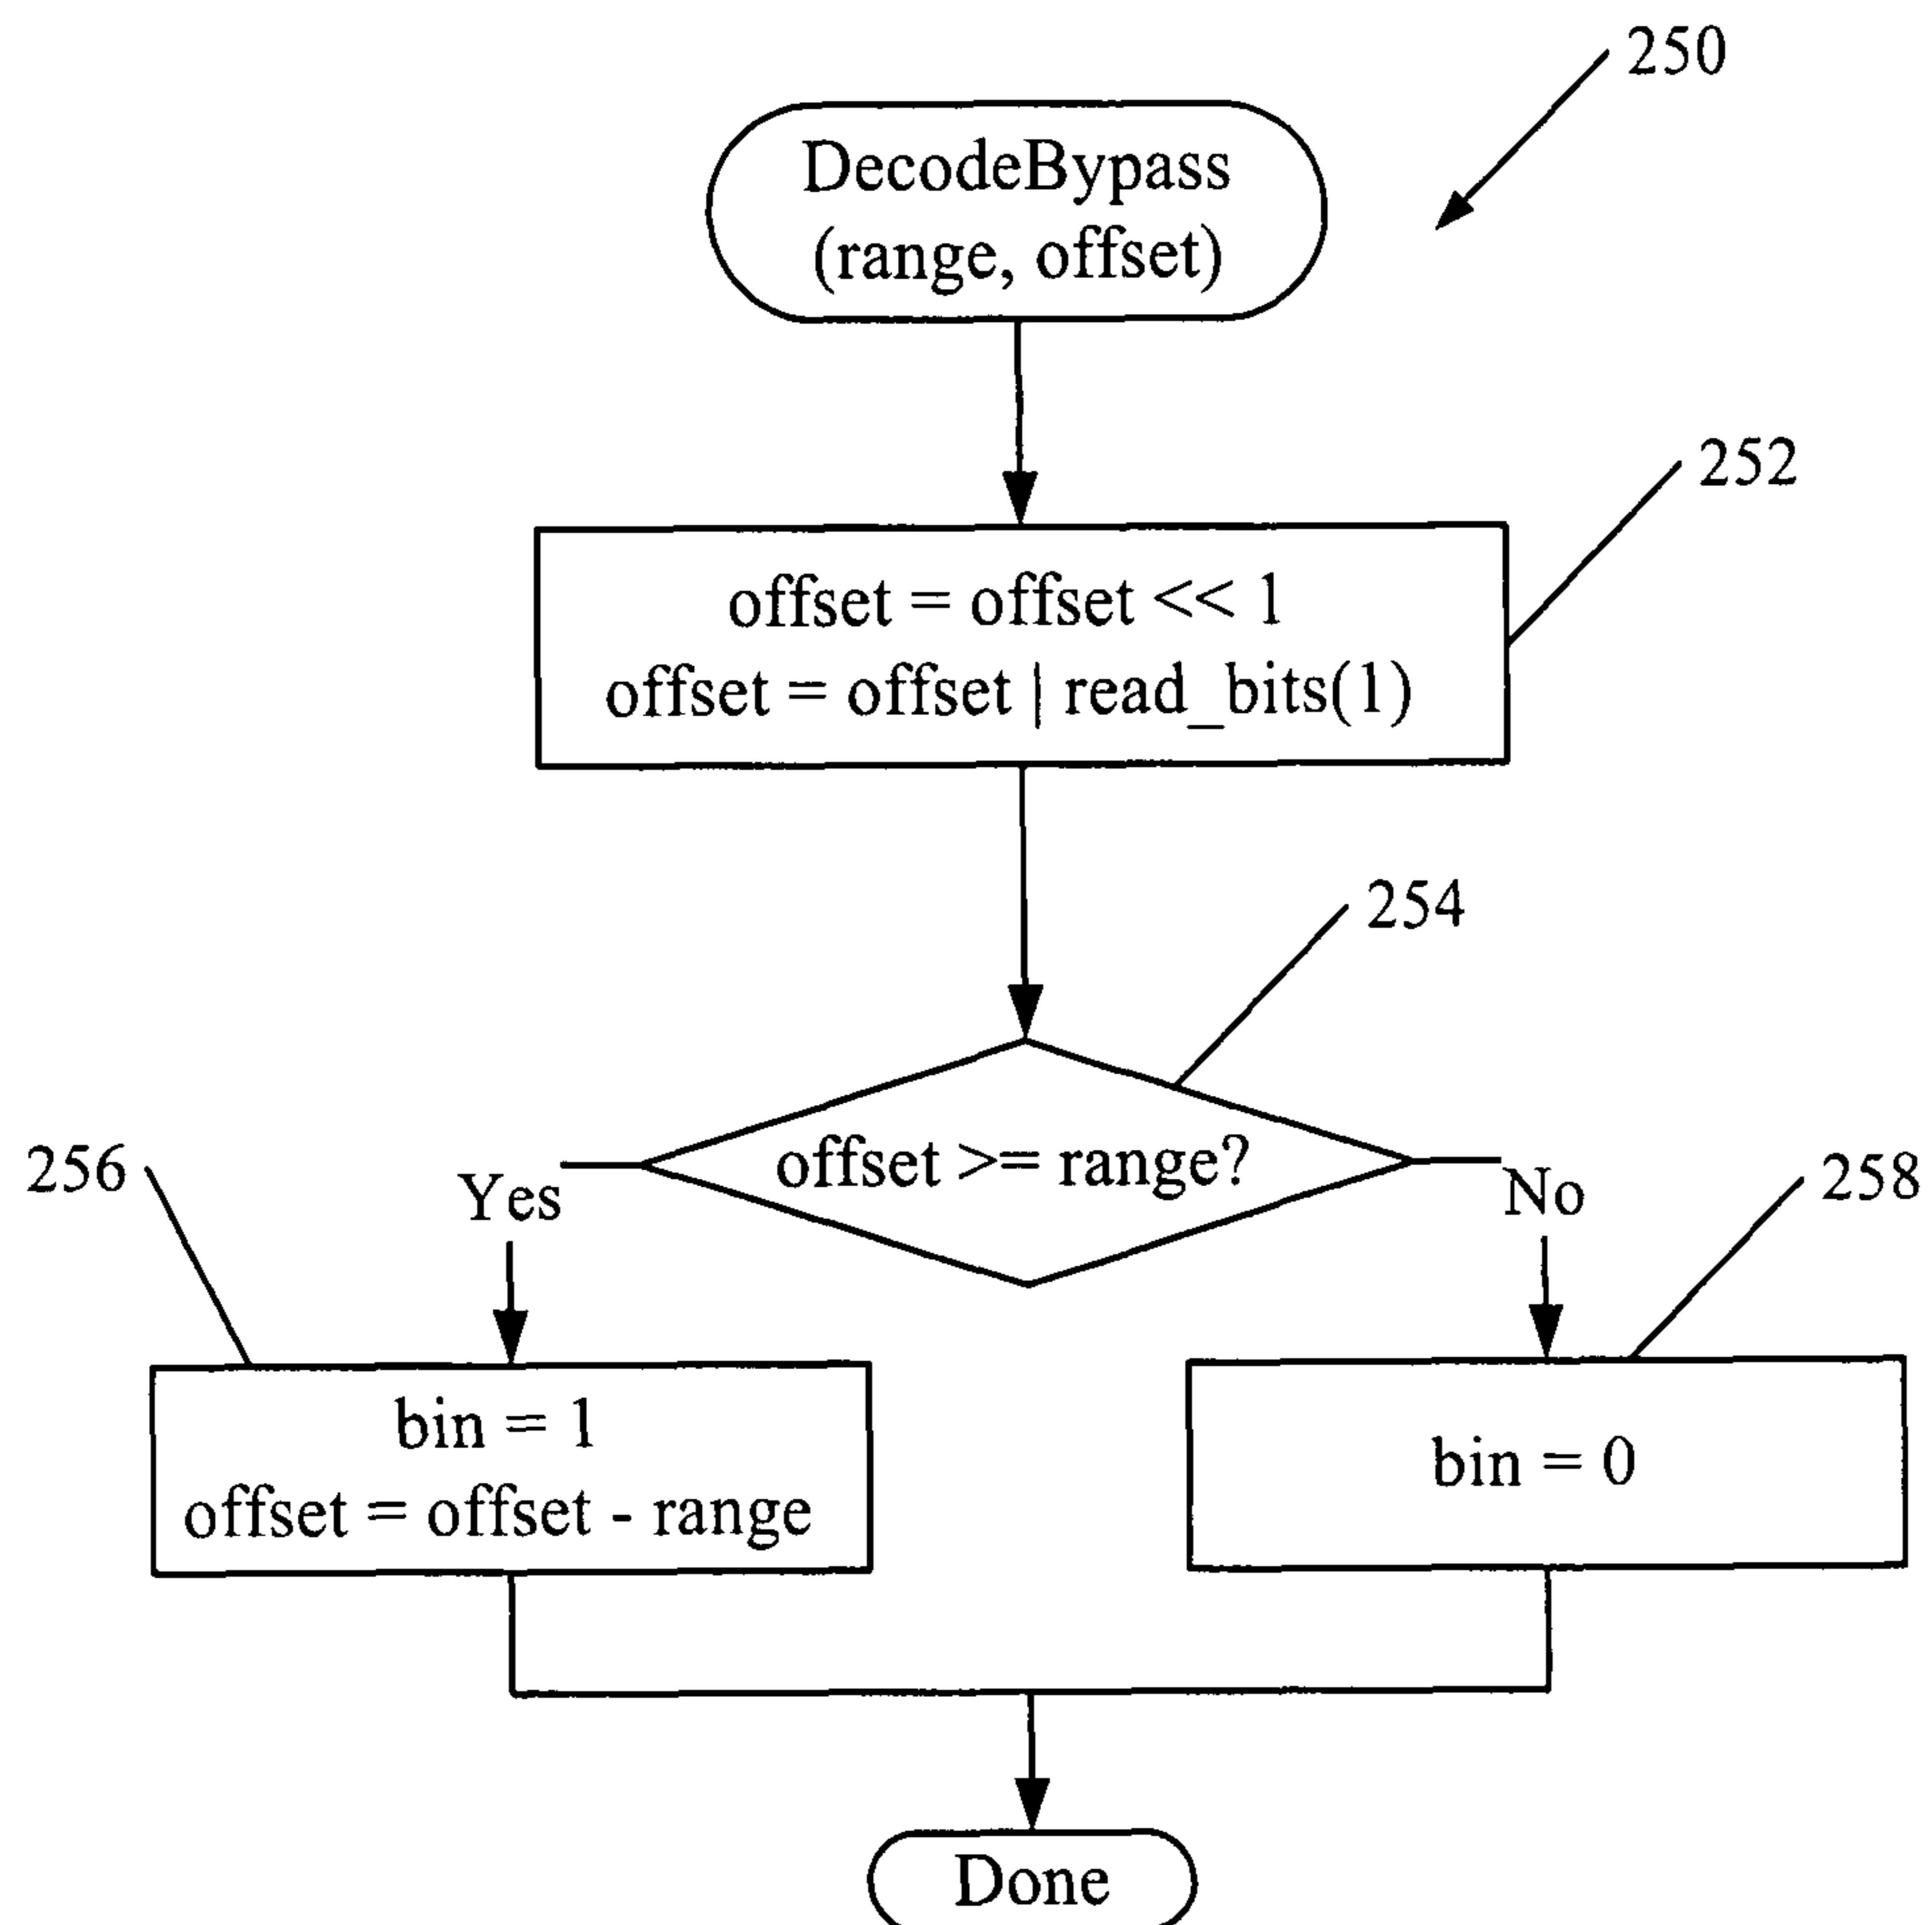 250
DecodeBypass
(range, offset)
252
offset = offset << 1
offset = offset | read_bits(1)
254
offset >= range?
256
Yes
No
258
bin = 1
offset = offset - range
bin = 0
Done